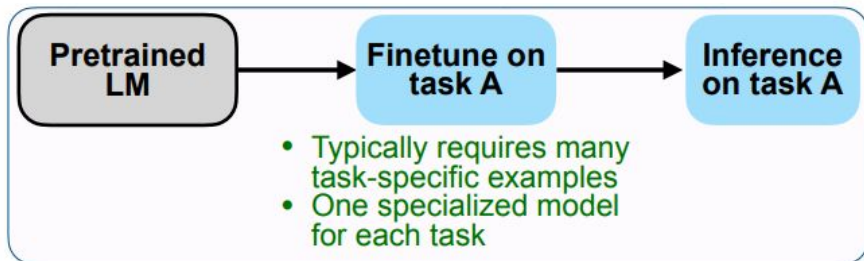 Pretrained
LM
Finetune on
task A
Inference
on task A
• Typically requires many
task-specific examples
• One specialized model
for each task